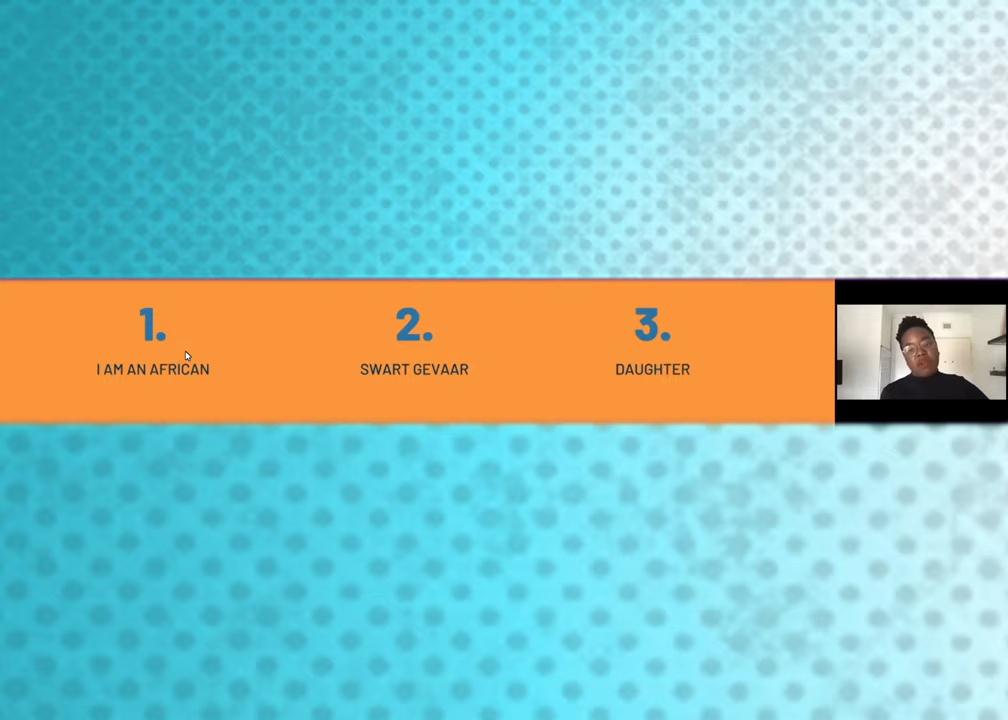 1.
I AM AN AFRICAN
2.
SWART GEVAAR
3.
DAUGHTER